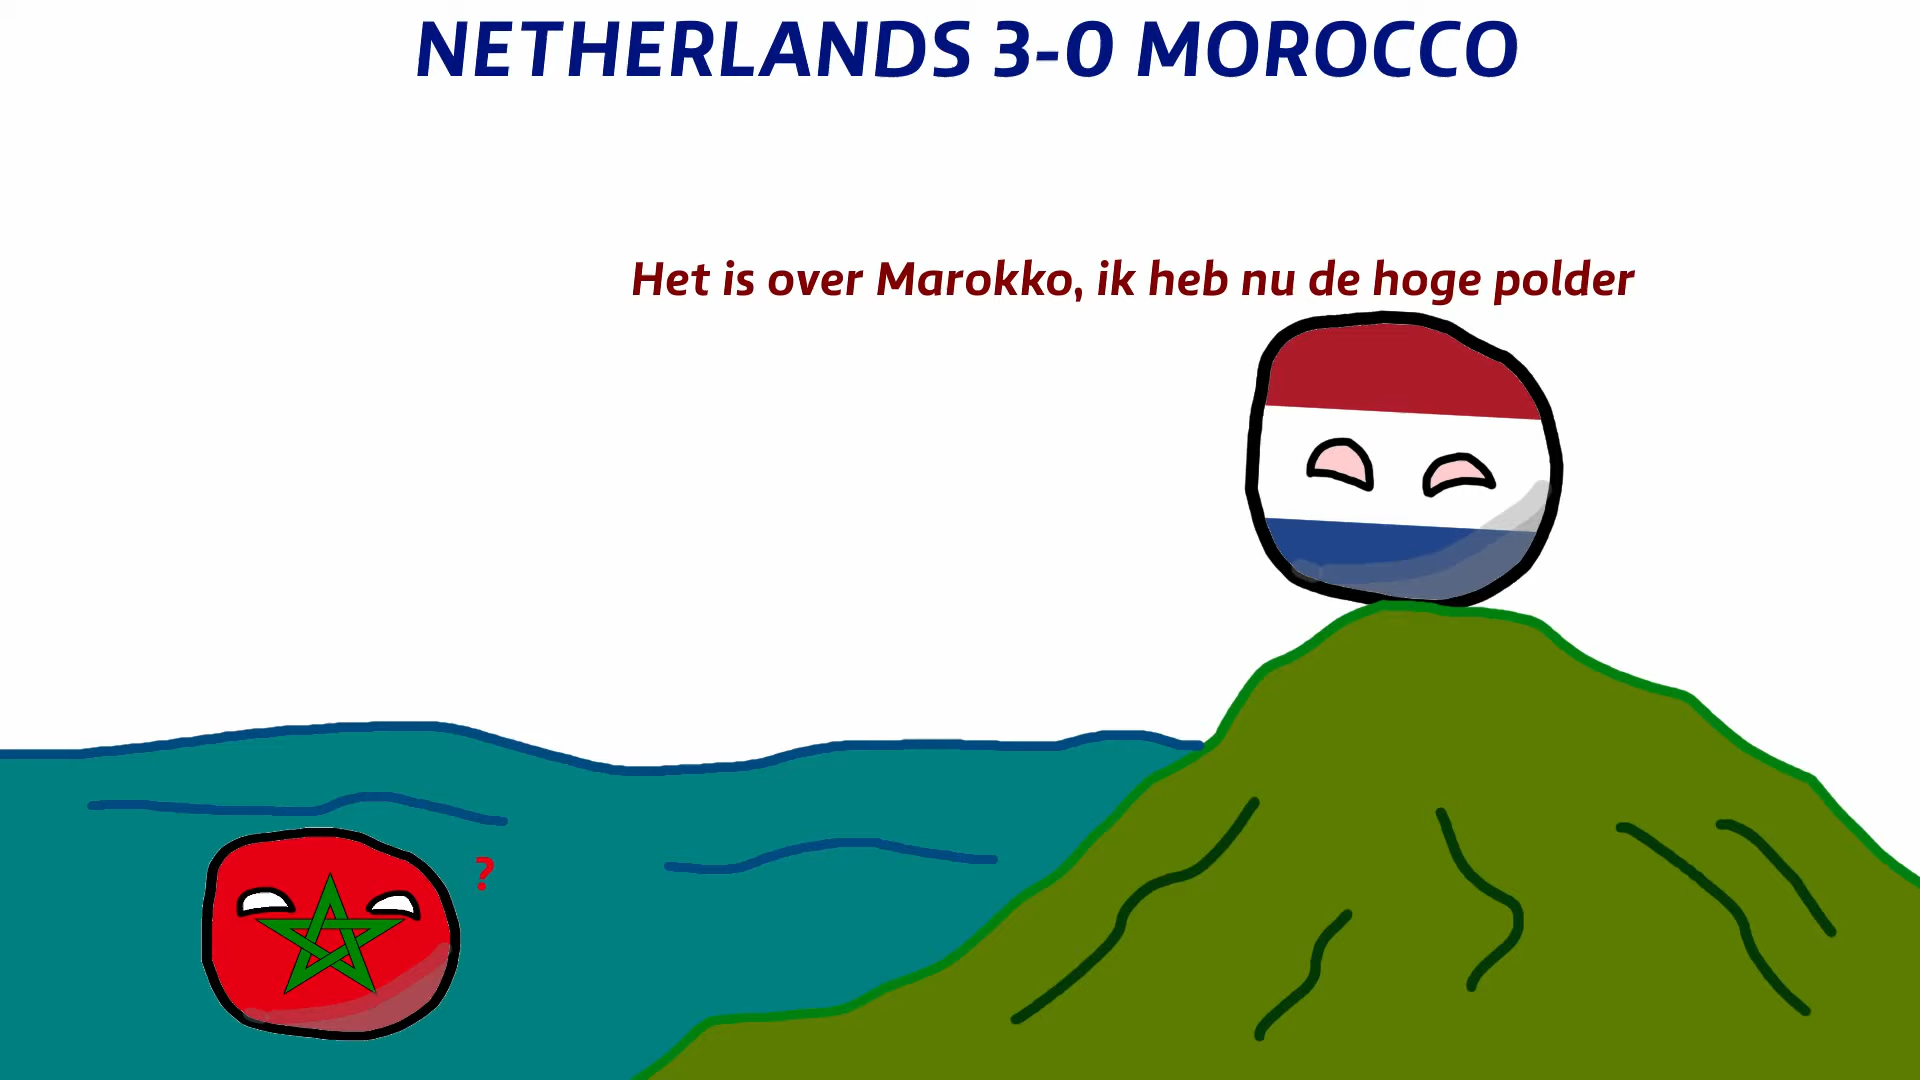 NETHERLANDS 3-0 MOROCCO
Het is over Marokko, ik heb nu de hoge polder
?